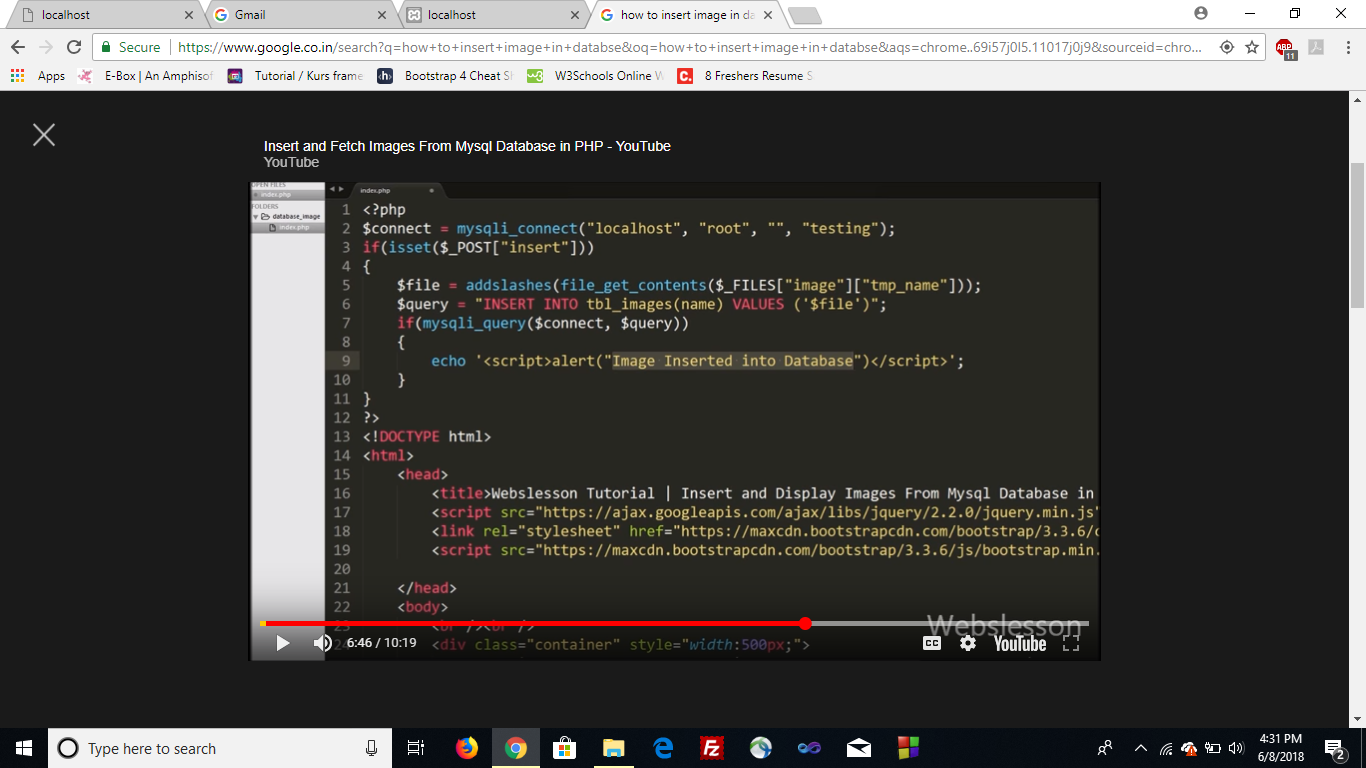 localhost
Gmail
localhost
how to insert image in da
Secure
https://www.google.co.in/search?q=how+to+insert+image+in+databse&oq=how+to+insert+image+in+databse&aqs=chrome..69i57j0l5.11017j0j9&sourceid=chro...
ABP
11
Apps
E-Box | An Amphisof
Tutorial / Kurs frame
Bootstrap 4 Cheat Sh
W3Schools Online W
8 Freshers Resume S
Insert and Fetch Images From Mysql Database in PHP - YouTube
YouTube
OPEN FILES
index.php
FOLDERS
database_image
index.php
index.php
1 <?php
2 $connect = mysqli_connect("localhost", "root", "", "testing");
3 if(isset($_POST["insert"]))
4 {
5 $file = addslashes(file_get_contents($_FILES["image"]["tmp_name"]));
6 $query = "INSERT INTO tbl_images(name) VALUES ('$file')";
7 if(mysqli_query($connect, $query))
8 {
9 echo '<script>alert("Image Inserted into Database")</script>';
10 }
11 }
12 ?>
13 <!DOCTYPE html>
14 <html>
15 <head>
16 <title>Webslesson Tutorial | Insert and Display Images From Mysql Database in
17 <script src="https://ajax.googleapis.com/ajax/libs/jquery/2.2.0/jquery.min.js"
18 <link rel="stylesheet" href="https://maxcdn.bootstrapcdn.com/bootstrap/3.3.6/c
19 <script src="https://maxcdn.bootstrapcdn.com/bootstrap/3.3.6/js/bootstrap.min.
20
21 </head>
22 <body>
23 <br /><br />
24 <div class="container" style="width:500px;">
Webslesson
6:46 / 10:19
CC
YouTube
Type here to search
4:31 PM
6/8/2018
2